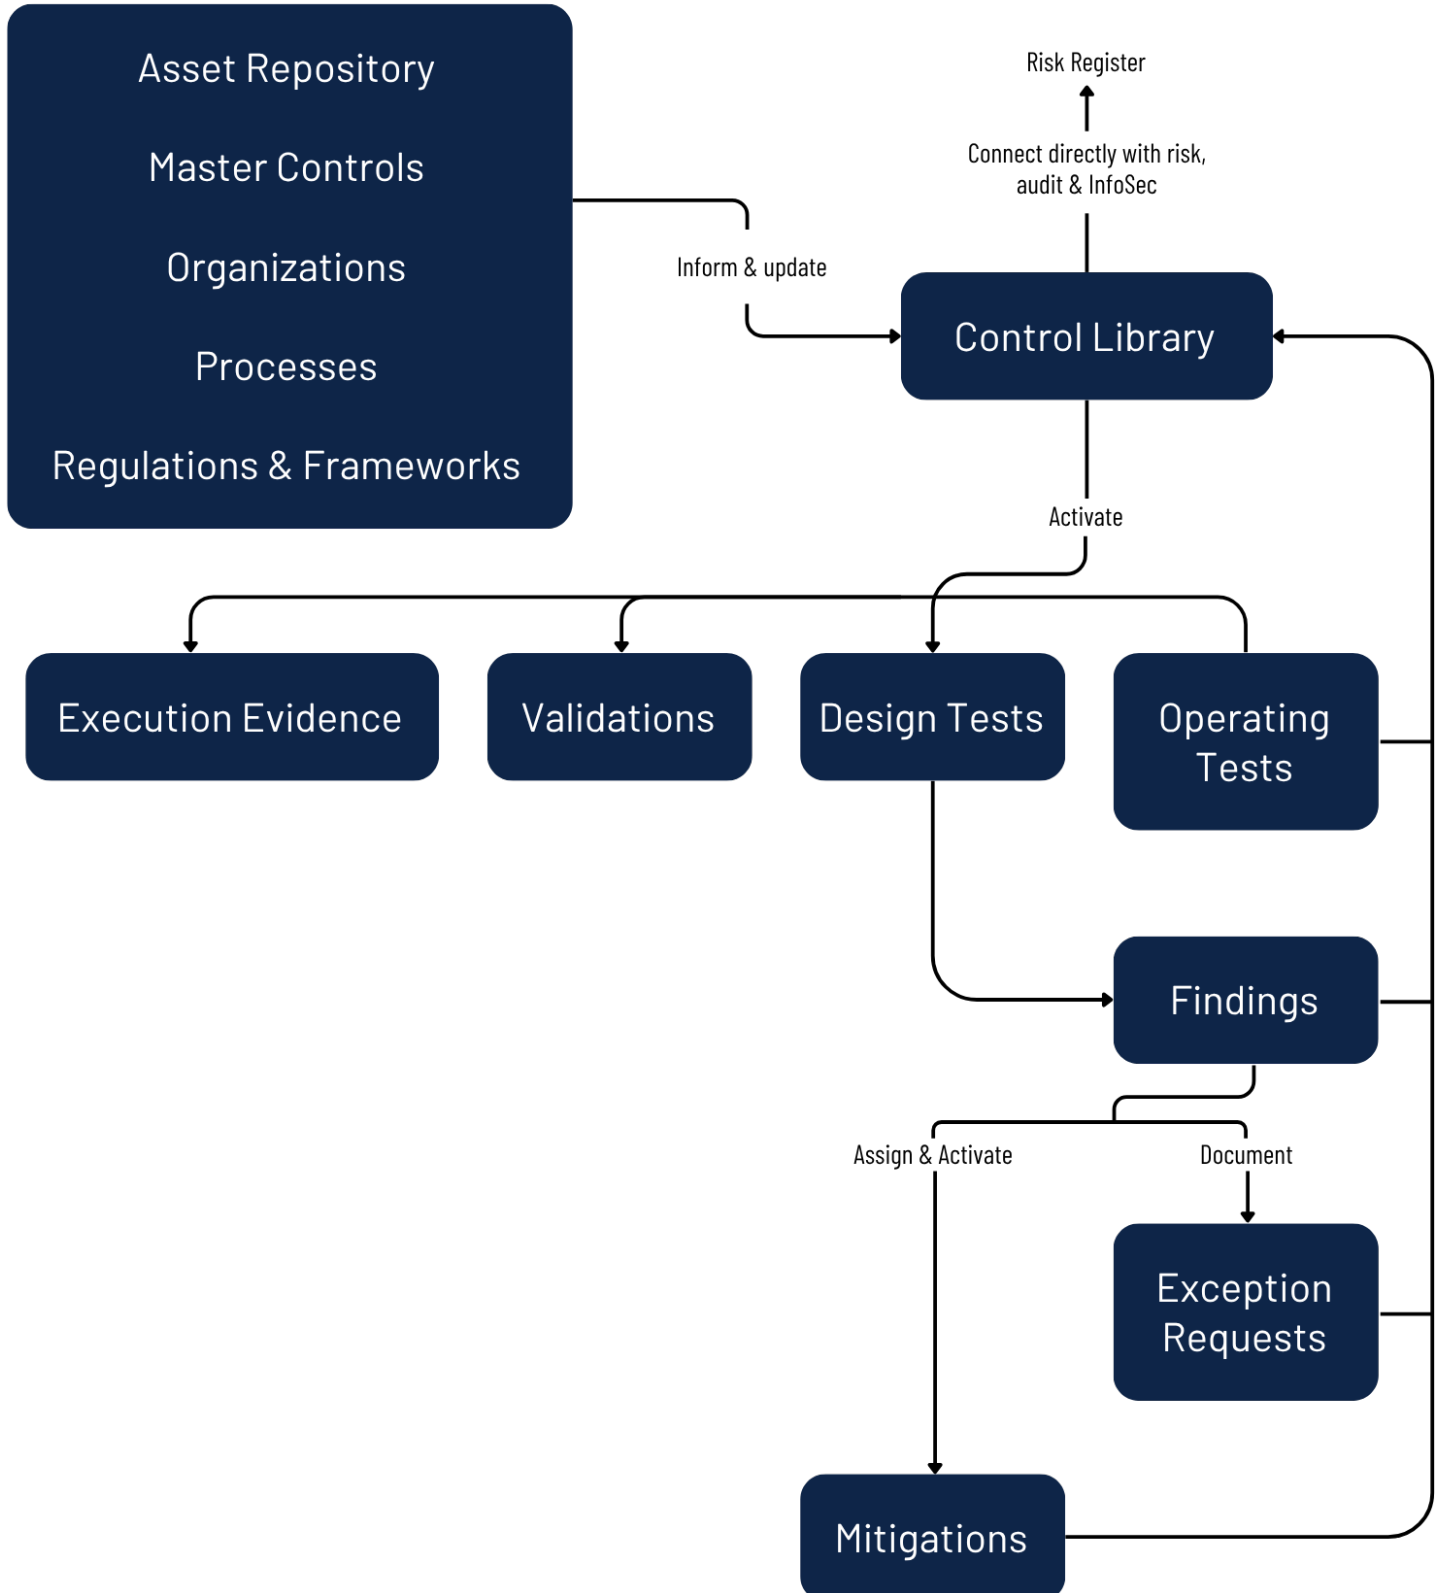 Asset Repository
Master Controls
Organizations
Processes
Regulations & Frameworks
Risk Register
Connect directly with risk,
audit & InfoSec
Inform & update
Control Library
Activate
Execution Evidence
Validations
Design Tests
Operating
Tests
Findings
Assign & Activate
Document
Exception
Requests
Mitigations